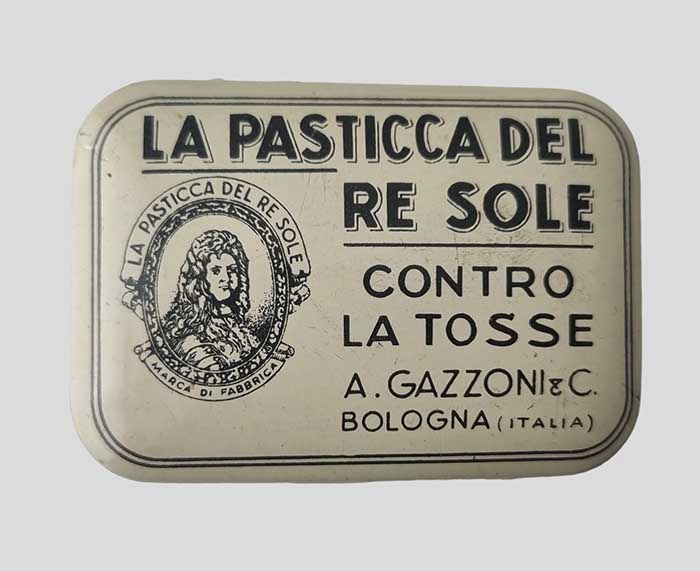 LA PASTICCA DEL
RE SOLE
LA PASTICCA DEL RE SOLE
MARCA DI FABBRICA
CONTRO
LA TOSSE
A. GAZZONI & C.
BOLOGNA (ITALIA)